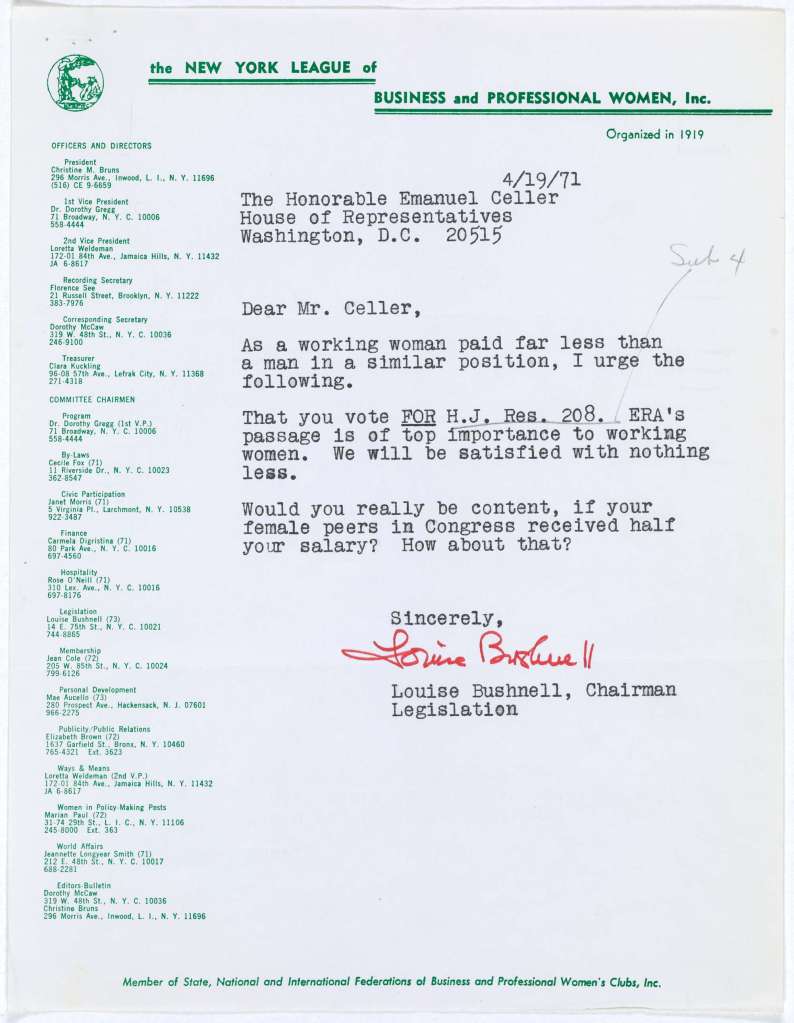 the NEW YORK LEAGUE of
BUSINESS and PROFESSIONAL WOMEN, Inc.
Organized in 1919
OFFICERS AND DIRECTORS
President
Christine M. Bruns
296 Morris Ave., Inwood, L. I., N. Y. 11696
(516) CE 9-6659
1st Vice President
Dr. Dorothy Gregg
71 Broadway, N. Y. C. 10006
558-4444
2nd Vice President
Loretta Weldeman
172-01 84th Ave., Jamaica Hills, N. Y. 11432
JA 6-8617
Recording Secretary
Florence See
21 Russell Street, Brooklyn, N. Y. 11222
383-7976
Corresponding Secretary
Dorothy McCaw
319 W. 48th St., N. Y. C. 10036
246-9100
Treasurer
Clara Kuckling
96-08 57th Ave., Lefrak City, N. Y. 11368
271-4318
COMMITTEE CHAIRMEN
Program
Dr. Dorothy Gregg (1st V.P.)
71 Broadway, N. Y. C. 10006
558-4444
By-Laws
Cecile Fox (71)
11 Riverside Dr., N. Y. C. 10023
362-8547
Civic Participation
Janet Morris (71)
5 Virginia Pl., Larchmont, N. Y. 10538
922-3487
Finance
Carmela Digristina (71)
80 Park Ave., N. Y. C. 10016
697-4560
Hospitality
Rose O'Neill (71)
310 Lex. Ave., N. Y. C. 10016
697-8176
Legislation
Louise Bushnell (73)
14 E. 75th St., N. Y. C. 10021
744-8865
Membership
Jean Cole (72)
205 W. 85th St., N. Y. C. 10024
799-6126
Personal Development
Mae Aucello (73)
280 Prospect Ave., Hackensack, N. J. 07601
966-2275
Publicity/Public Relations
Elizabeth Brown (72)
1637 Garfield St., Bronx, N. Y. 10460
765-4321 Ext. 3623
Ways & Means
Loretta Weldeman (2nd V.P.)
172-01 84th Ave., Jamaica Hills, N. Y. 11432
JA 6-8617
Women in Policy-Making Posts
Marian Paul (72)
31-74 29th St., L. I. C., N. Y. 11106
245-8000 Ext. 363
World Affairs
Jeannette Longyear Smith (71)
212 E. 48th St., N. Y. C. 10017
688-2281
Editors-Bulletin
Dorothy McCaw
319 W. 48th St., N. Y. C. 10036
Christine Bruns
296 Morris Ave., Inwood, L. I., N. Y. 11696
4/19/71
The Honorable Emanuel Celler
House of Representatives
Washington, D.C. 20515
Sub 4
Dear Mr. Celler,
As a working woman paid far less than
a man in a similar position, I urge the
following.
That you vote FOR H.J. Res. 208. ERA's
passage is of top importance to working
women. We will be satisfied with nothing
less.
Would you really be content, if your
female peers in Congress received half
your salary? How about that?
Sincerely,
Louise Bushnell
Louise Bushnell, Chairman
Legislation
Member of State, National and International Federations of Business and Professional Women's Clubs, Inc.